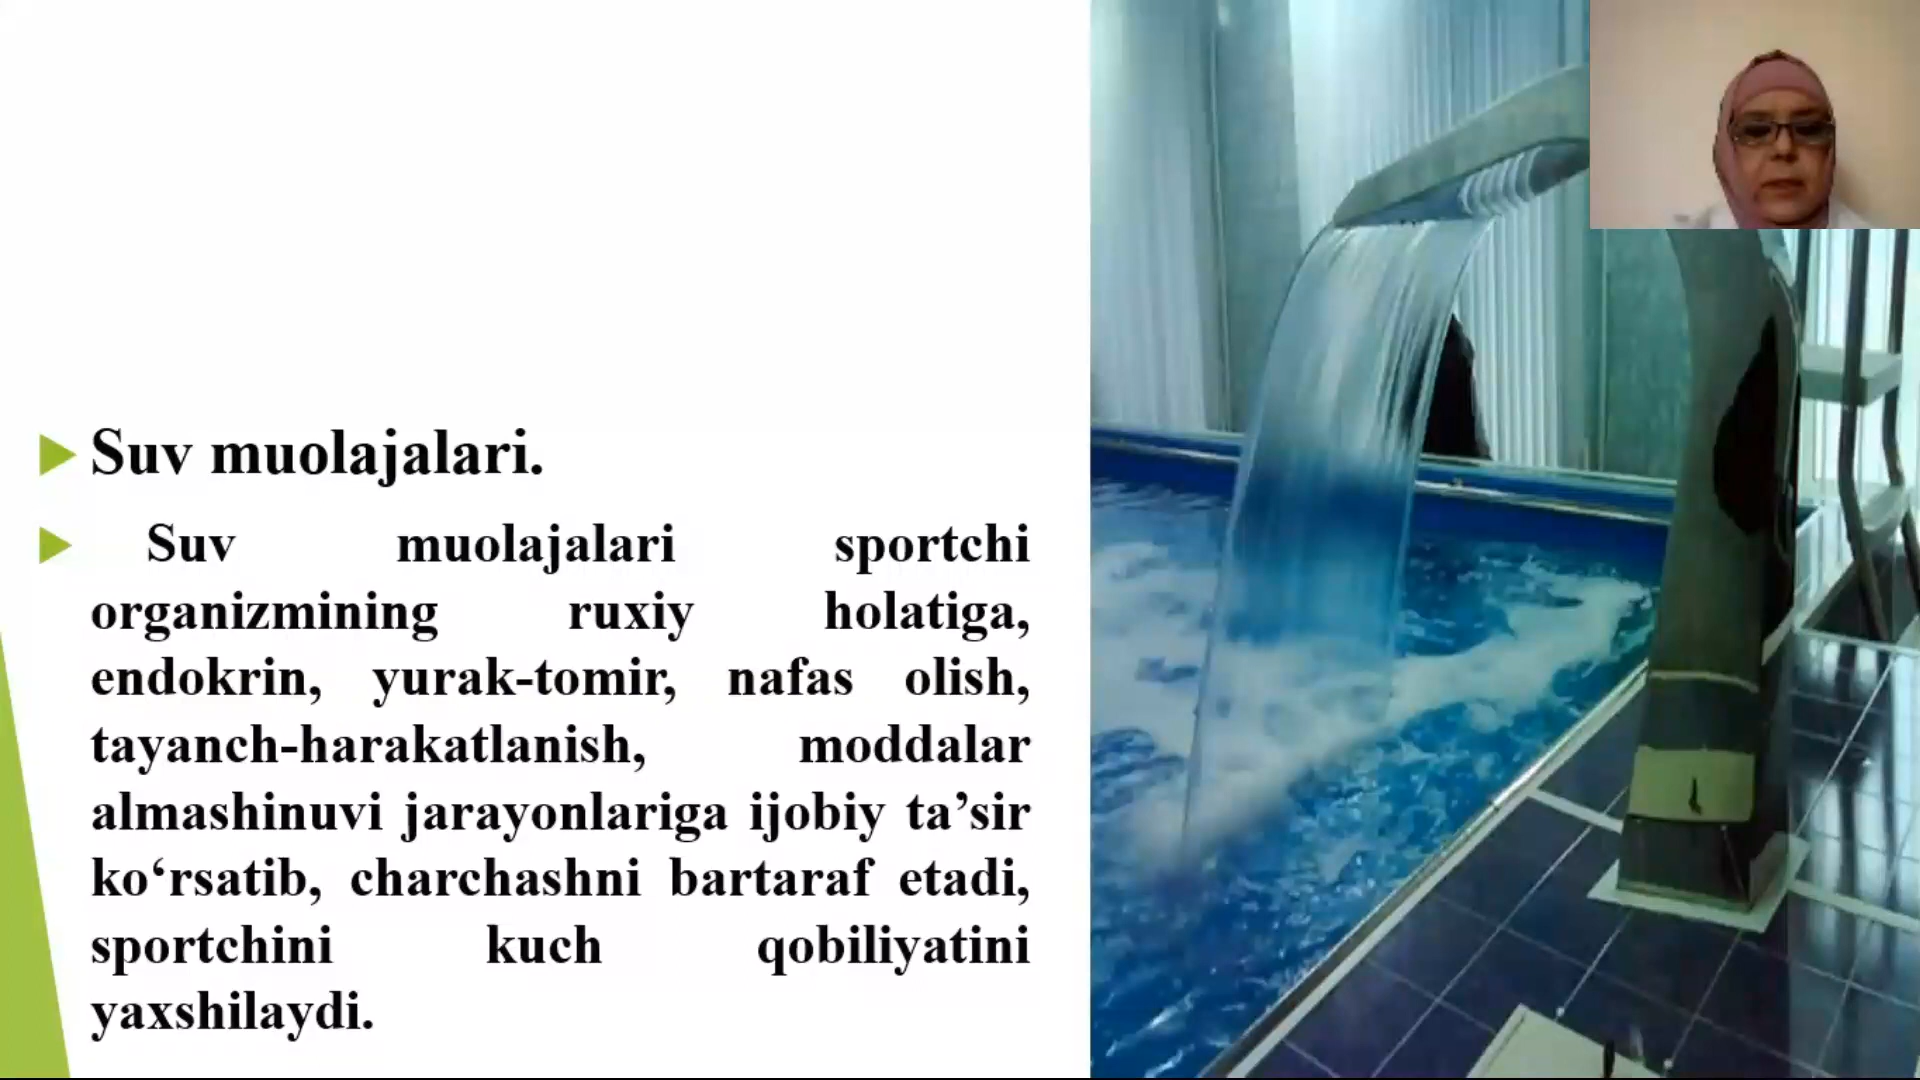 Suv muolajalari.
Suv muolajalari sportchi
organizmining ruxiy holatiga,
endokrin, yurak-tomir, nafas olish,
tayanch-harakatlanish, moddalar
almashinuvi jarayonlariga ijobiy ta’sir
ko‘rsatib, charchashni bartaraf etadi,
sportchini kuch qobiliyatini
yaxshilaydi.